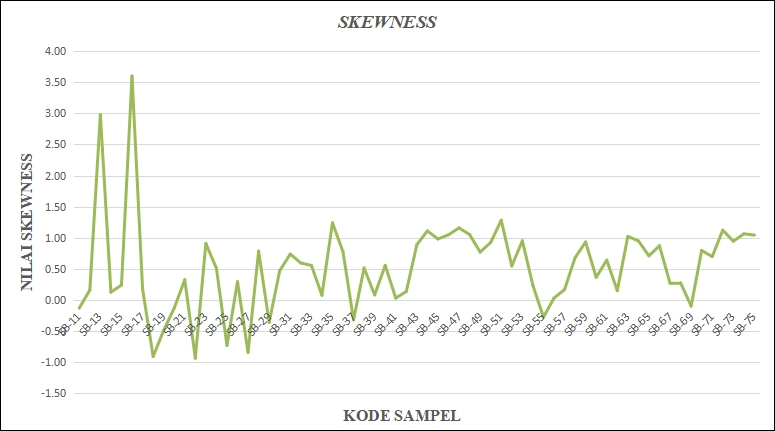 SKEWNESS
4.00
3.50
3.00
2.50
2.00
1.50
1.00
0.50
0.00
-0.50
-1.00
-1.50
NILAI SKEWNESS
SB-11
SB-13
SB-15
SB-17
SB-19
SB-21
SB-23
SB-25
SB-27
SB-29
SB-31
SB-33
SB-35
SB-37
SB-39
SB-41
SB-43
SB-45
SB-47
SB-49
SB-51
SB-53
SB-55
SB-57
SB-59
SB-61
SB-63
SB-65
SB-67
SB-69
SB-71
SB-73
SB-75
KODE SAMPEL